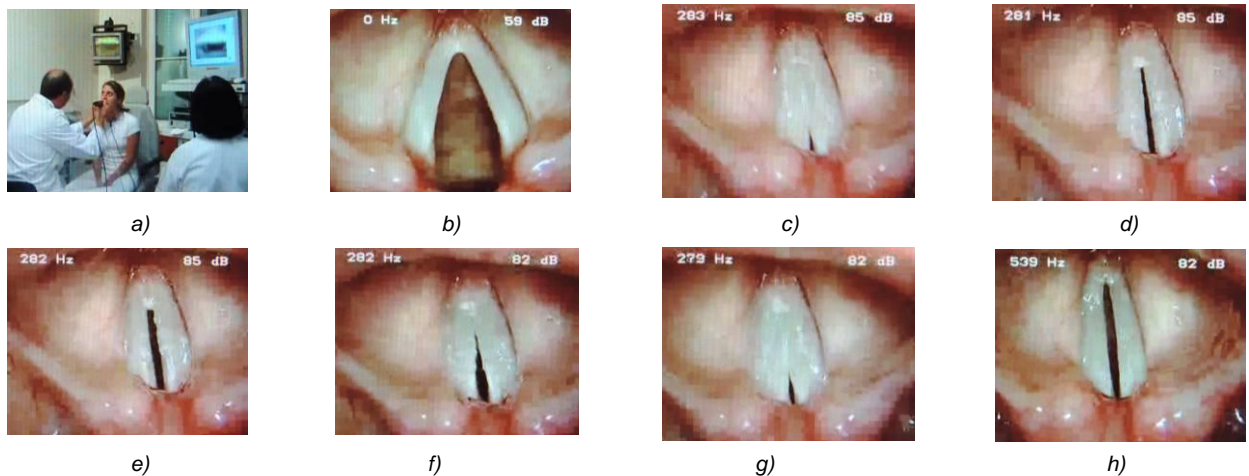 0 Hz 59 dB
283 Hz 85 dB
281 Hz 85 dB
a)
b)
c)
d)
282 Hz 85 dB
282 Hz 82 dB
279 Hz 82 dB
539 Hz 82 dB
e)
f)
g)
h)